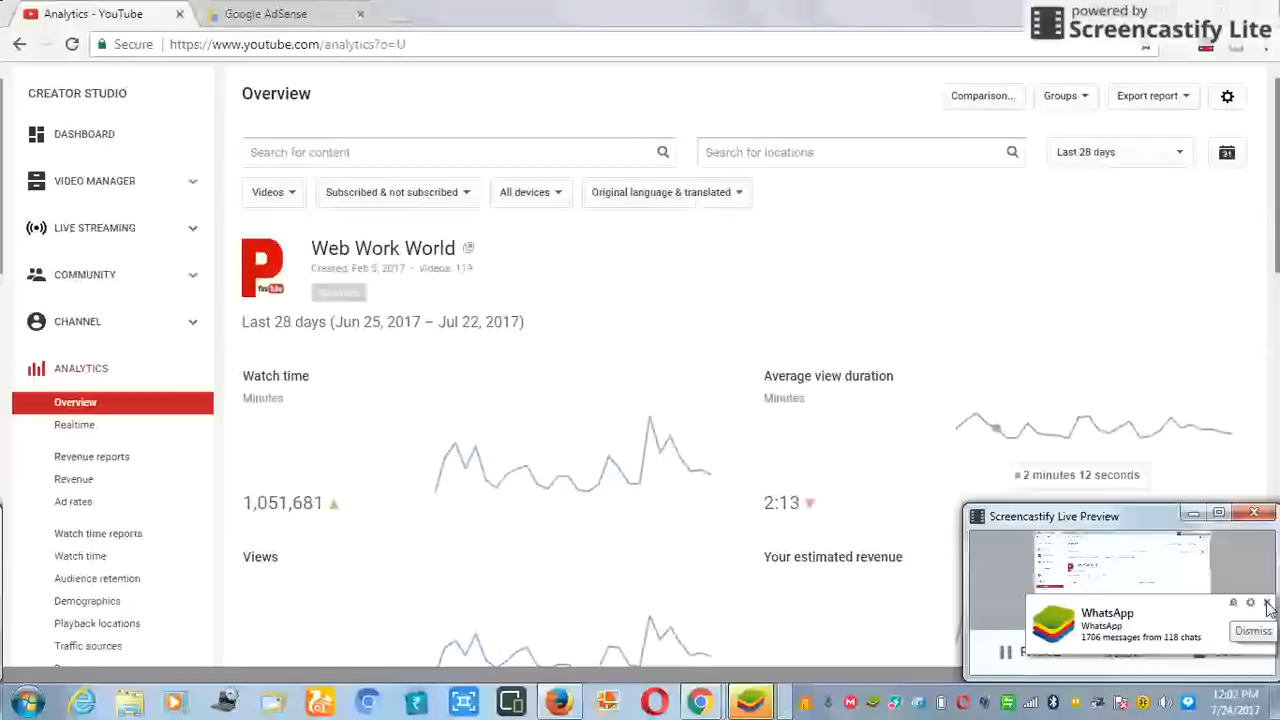 Analytics - YouTube
Google AdSense
powered by
Screencastify Lite
Secure
https://www.youtube.com/analytics?o=U
CREATOR STUDIO
Overview
Comparison...
Groups
Export report
DASHBOARD
Search for content
Search for locations
Last 28 days
31
VIDEO MANAGER
Videos
Subscribed & not subscribed
All devices
Original language & translated
LIVE STREAMING
Web Work World
COMMUNITY
Created: Feb 5, 2017 · Videos: 119
P
YouTube
CHANNEL
Last 28 days (Jun 25, 2017 – Jul 22, 2017)
ANALYTICS
Watch time
Average view duration
Minutes
Minutes
Overview
Realtime
Revenue reports
Revenue
2 minutes 12 seconds
Ad rates
1,051,681
2:13
Watch time reports
Screencastify Live Preview
Watch time
Views
Your estimated revenue
Audience retention
Demographics
Playback locations
Traffic sources
WhatsApp
WhatsApp
1706 messages from 118 chats
Dismiss
12:02 PM
7/24/2017